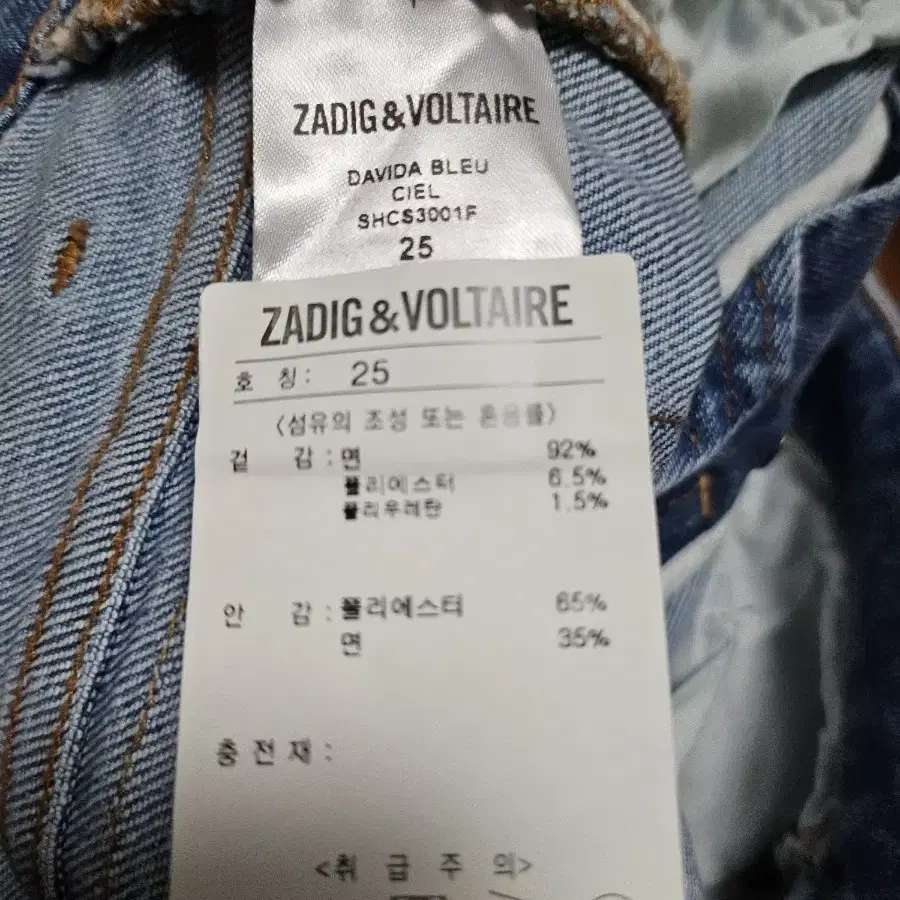 ZADIG & VOLTAIRE
DAVIDA BLEU
CIEL
SHCS3001F
25
ZADIG & VOLTAIRE
호 칭 : 25
<섬유의 조성 또는 혼용률>
겉 감 : 면 92%
폴리에스터 6.5%
폴리우레탄 1.5%
안 감 : 폴리에스터 65%
면 35%
충 전 재 :
<취 급 주 의>